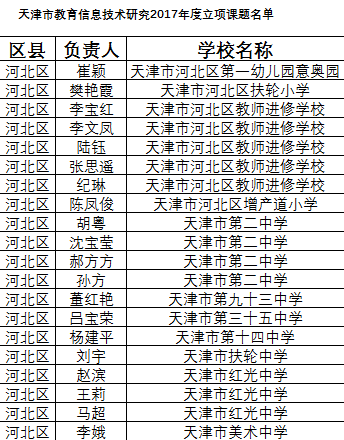 天津市教育信息技术研究2017年度立项课题名单
区县 负责人 学校名称
河北区 崔颖 天津市河北区第一幼儿园意奥园
河北区 樊艳霞 天津市河北区扶轮小学
河北区 李宝红 天津市河北区教师进修学校
河北区 李文凤 天津市河北区教师进修学校
河北区 陆钰 天津市河北区教师进修学校
河北区 张思遥 天津市河北区教师进修学校
河北区 纪琳 天津市河北区教师进修学校
河北区 陈凤俊 天津市河北区增产道小学
河北区 胡粤 天津市第二中学
河北区 沈宝莹 天津市第二中学
河北区 郝方方 天津市第二中学
河北区 孙方 天津市第二中学
河北区 董红艳 天津市第九十三中学
河北区 吕宝荣 天津市第三十五中学
河北区 杨建平 天津市第十四中学
河北区 刘宇 天津市扶轮中学
河北区 赵滨 天津市红光中学
河北区 王莉 天津市红光中学
河北区 马超 天津市红光中学
河北区 李娥 天津市美术中学